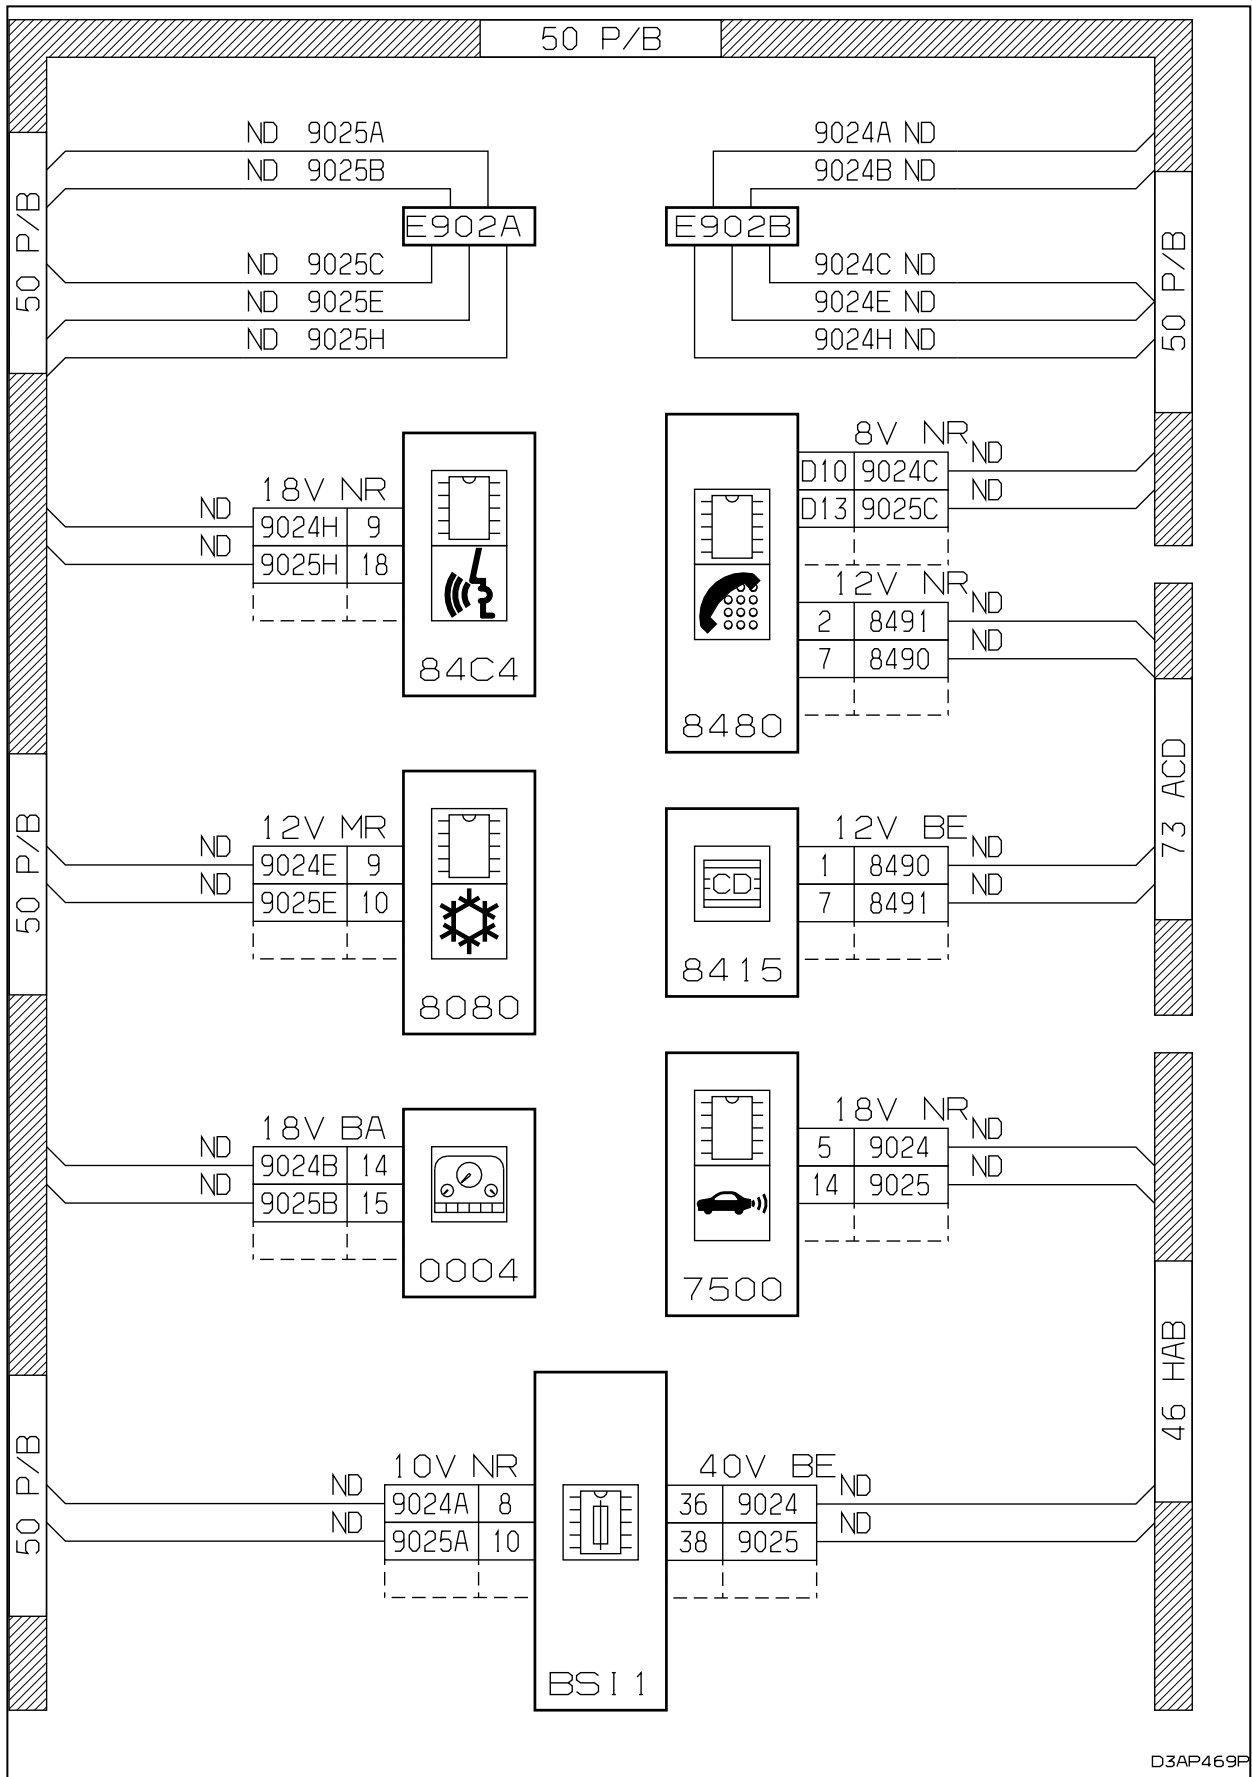 50 P/B
ND 9025A
9024A ND
ND 9025B
9024B ND
50 P/B
E902A
E902B
50 P/B
ND 9025C
9024C ND
ND 9025E
9024E ND
ND 9025H
9024H ND
18V NR
ND 9024H 9
ND 9025H 18
84C4
8V NR
D10 9024C ND
D13 9025C ND
12V NR
2 8491 ND
7 8490 ND
8480
73 ACD
50 P/B
12V MR
ND 9024E 9
ND 9025E 10
8080
12V BE
CD
1 8490 ND
7 8491 ND
8415
18V BA
ND 9024B 14
ND 9025B 15
0004
18V NR
5 9024 ND
14 9025 ND
7500
46 HAB
50 P/B
10V NR
ND 9024A 8
ND 9025A 10
40V BE
36 9024 ND
38 9025 ND
BSI1
D3AP469P